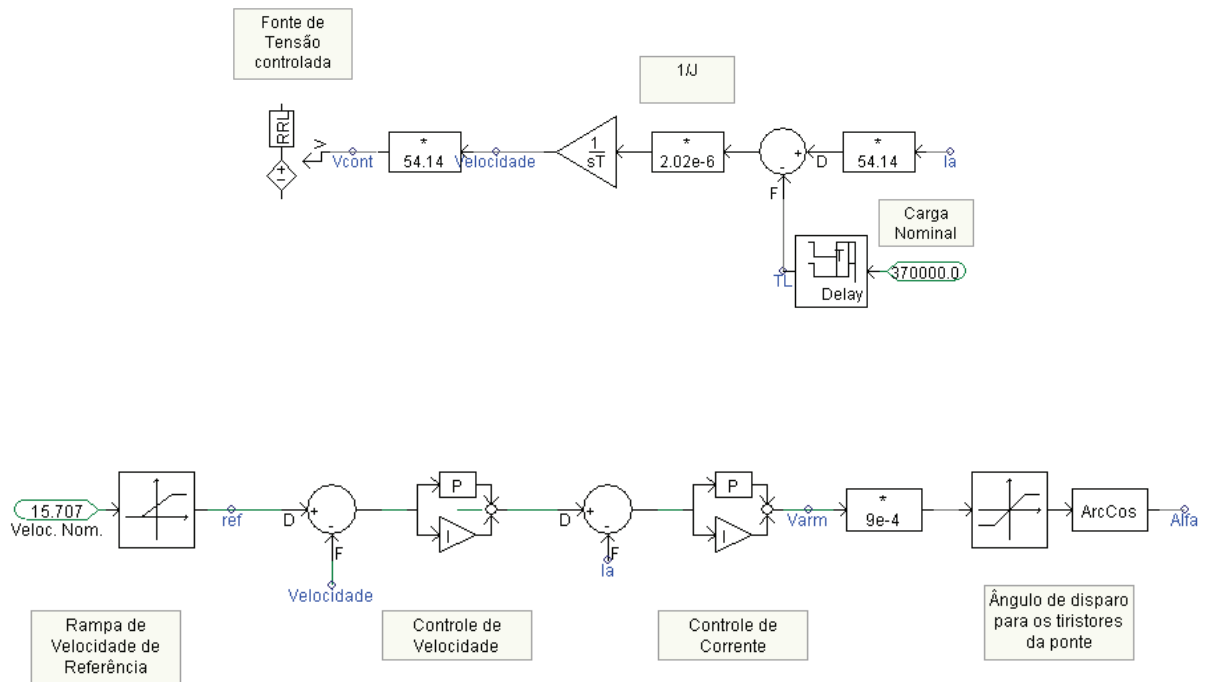 Fonte de
Tensão
controlada
1/J
RRL
+
V
Vcont
*
54.14
Velocidade
1
sT
*
2.02e-6
+
-
D
F
*
54.14
Ia
Carga
Nominal
TL
T
Delay
370000.0
15.707
Veloc. Nom.
ref
D
+
-
F
Velocidade
P
I
D
+
-
F
Ia
P
I
Varm
*
9e-4
ArcCos
Alfa
Rampa de
Velocidade de
Referência
Controle de
Velocidade
Controle de
Corrente
Ângulo de disparo
para os tiristores
da ponte